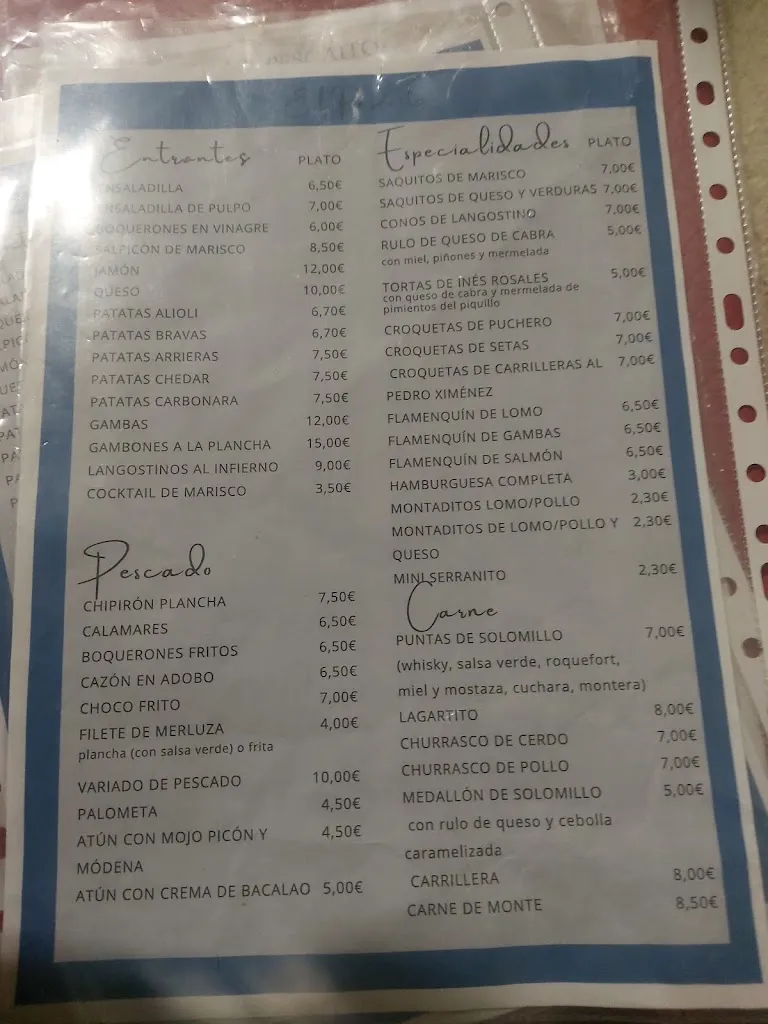 Entrantes PLATO
ENSALADILLA 6,50€
ENSALADILLA DE PULPO 7,00€
BOQUERONES EN VINAGRE 6,00€
SALPICÓN DE MARISCO 8,50€
JAMÓN 12,00€
QUESO 10,00€
PATATAS ALIOLI 6,70€
PATATAS BRAVAS 6,70€
PATATAS ARRIERAS 7,50€
PATATAS CHEDAR 7,50€
PATATAS CARBONARA 7,50€
GAMBAS 12,00€
GAMBONES A LA PLANCHA 15,00€
LANGOSTINOS AL INFIERNO 9,00€
COCKTAIL DE MARISCO 3,50€
Pescado
CHIPIRÓN PLANCHA 7,50€
CALAMARES 6,50€
BOQUERONES FRITOS 6,50€
CAZÓN EN ADOBO 6,50€
CHOCO FRITO 7,00€
FILETE DE MERLUZA 4,00€
plancha (con salsa verde) o frita
VARIADO DE PESCADO 10,00€
PALOMETA 4,50€
ATÚN CON MOJO PICÓN Y 4,50€
MÓDENA
ATÚN CON CREMA DE BACALAO 5,00€
Especialidades PLATO
SAQUITOS DE MARISCO 7,00€
SAQUITOS DE QUESO Y VERDURAS 7,00€
CONOS DE LANGOSTINO 7,00€
RULO DE QUESO DE CABRA 5,00€
con miel, piñones y mermelada
TORTAS DE INÉS ROSALES 5,00€
con queso de cabra y mermelada de
pimientos del piquillo
CROQUETAS DE PUCHERO 7,00€
CROQUETAS DE SETAS 7,00€
CROQUETAS DE CARRILLERAS AL 7,00€
PEDRO XIMÉNEZ
FLAMENQUÍN DE LOMO 6,50€
FLAMENQUÍN DE GAMBAS 6,50€
FLAMENQUÍN DE SALMÓN 6,50€
HAMBURGUESA COMPLETA 3,00€
MONTADITOS LOMO/POLLO 2,30€
MONTADITOS DE LOMO/POLLO Y 2,30€
QUESO
MINI SERRANITO 2,30€
Carne
PUNTAS DE SOLOMILLO 7,00€
(whisky, salsa verde, roquefort,
miel y mostaza, cuchara, montera)
LAGARTITO 8,00€
CHURRASCO DE CERDO 7,00€
CHURRASCO DE POLLO 7,00€
MEDALLÓN DE SOLOMILLO 5,00€
con rulo de queso y cebolla
caramelizada
CARRILLERA 8,00€
CARNE DE MONTE 8,50€